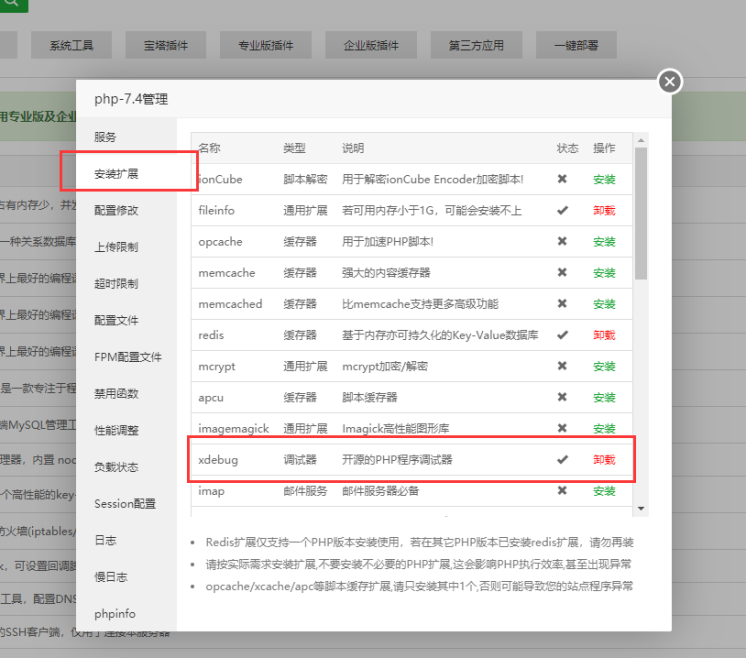 系统工具 宝塔插件 专业版插件 企业版插件 第三方应用 一键部署
用专业版及企业
php-7.4管理
服务
安装扩展
配置修改
上传限制
超时限制
配置文件
FPM配置文件
禁用函数
性能调整
负载状态
Session配置
日志
慢日志
phpinfo
名称 类型 说明 状态 操作
ionCube 脚本解密 用于解密ionCube Encoder加密脚本! ✖ 安装
fileinfo 通用扩展 若可用内存小于1G，可能会安装不上 ✔ 卸载
opcache 缓存器 用于加速PHP脚本! ✖ 安装
memcache 缓存器 强大的内容缓存器 ✖ 安装
memcached 缓存器 比memcache支持更多高级功能 ✖ 安装
redis 缓存器 基于内存亦可持久化的Key-Value数据库 ✔ 卸载
mcrypt 通用扩展 mcrypt加密/解密 ✖ 安装
apcu 缓存器 脚本缓存器 ✖ 安装
imagemagick 通用扩展 Imagick高性能图形库 ✖ 安装
xdebug 调试器 开源的PHP程序调试器 ✔ 卸载
imap 邮件服务 邮件服务器必备 ✖ 安装
• Redis扩展仅支持一个PHP版本安装使用，若在其它PHP版本已安装redis扩展，请勿再装
• 请按实际需求安装扩展,不要安装不必要的PHP扩展,这会影响PHP执行效率,甚至出现异常
• opcache/xcache/apc等脚本缓存扩展,请只安装其中1个,否则可能导致您的站点程序异常
占有内存少，并发
一种关系数据库
界上最好的编程语
界上最好的编程语
界上最好的编程语
是一款专注于程
端MySQL管理工
理器，内置 noc
个高性能的key-
防火墙(iptables/
，可设置回调脚
工具，配置DNS
的SSH客户端，仅用于连接本服务器